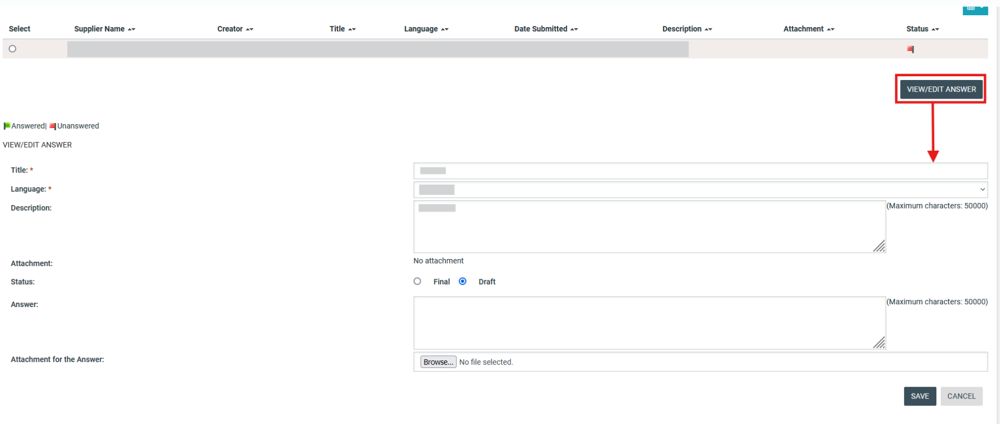 Select Supplier Name Creator Title Language Date Submitted Description Attachment Status
VIEW/EDIT ANSWER
Answered| Unanswered
VIEW/EDIT ANSWER
Title: *
Language: *
Description: (Maximum characters: 50000)
Attachment: No attachment
Status: Final Draft
Answer: (Maximum characters: 50000)
Attachment for the Answer: Browse... No file selected.
SAVE CANCEL